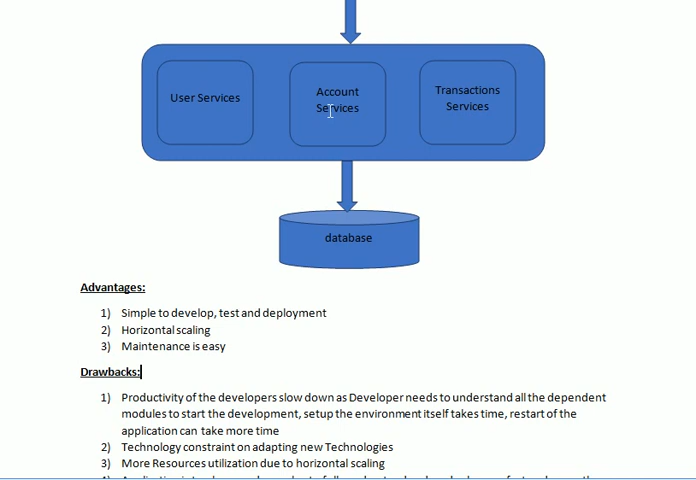 User Services
Account
Services
Transactions
Services
database
Advantages:
1) Simple to develop, test and deployment
2) Horizontal scaling
3) Maintenance is easy
Drawbacks:
1) Productivity of the developers slow down as Developer needs to understand all the dependent
modules to start the development, setup the environment itself takes time, restart of the
application can take more time
2) Technology constraint on adapting new Technologies
3) More Resources utilization due to horizontal scaling